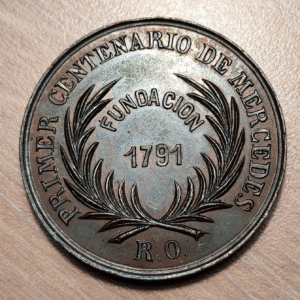 PRIMER CENTENARIO DE MERCEDES
FUNDACION
1791
R.O.